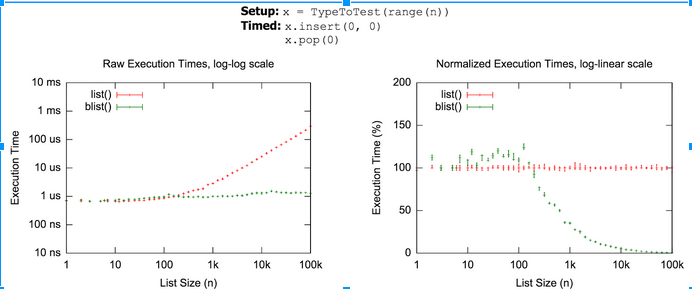 Setup: x = TypeToTest(range(n))
Timed: x.insert(0, 0)
x.pop(0)
Raw Execution Times, log-log scale
10 ms
1 ms
100 us
10 us
1 us
100 ns
10 ns
Execution Time
list()
blist()
1
10
100
1k
10k
100k
List Size (n)
Normalized Execution Times, log-linear scale
200
150
100
50
0
Execution Time (%)
list()
blist()
1
10
100
1k
10k
100k
List Size (n)